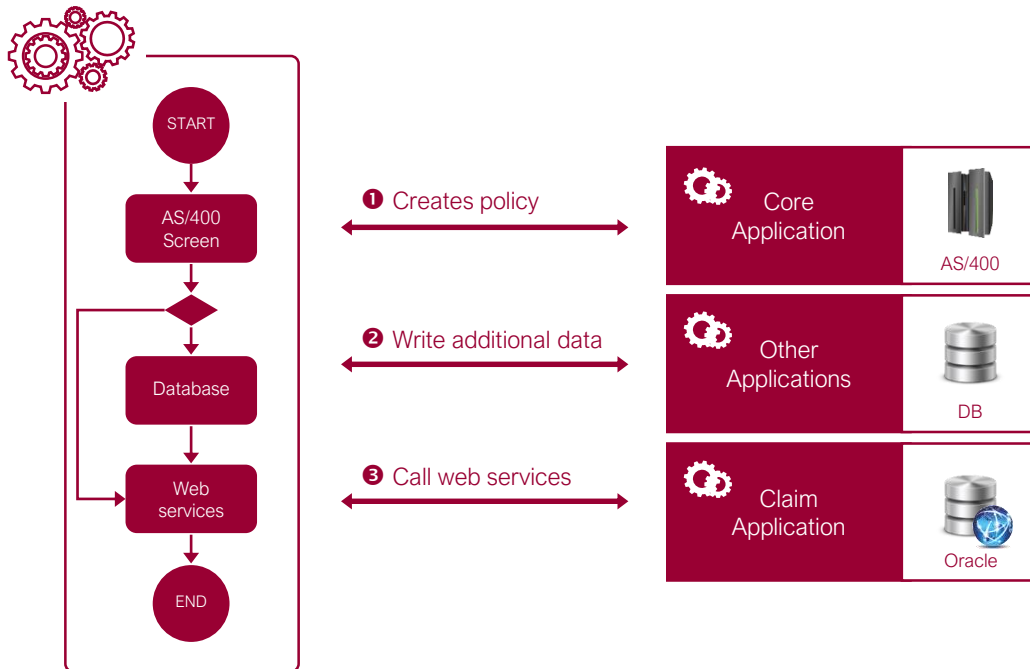 START
AS/400
Screen
Database
Web
services
END
❶ Creates policy
❷ Write additional data
❸ Call web services
Core
Application
AS/400
Other
Applications
DB
Claim
Application
Oracle